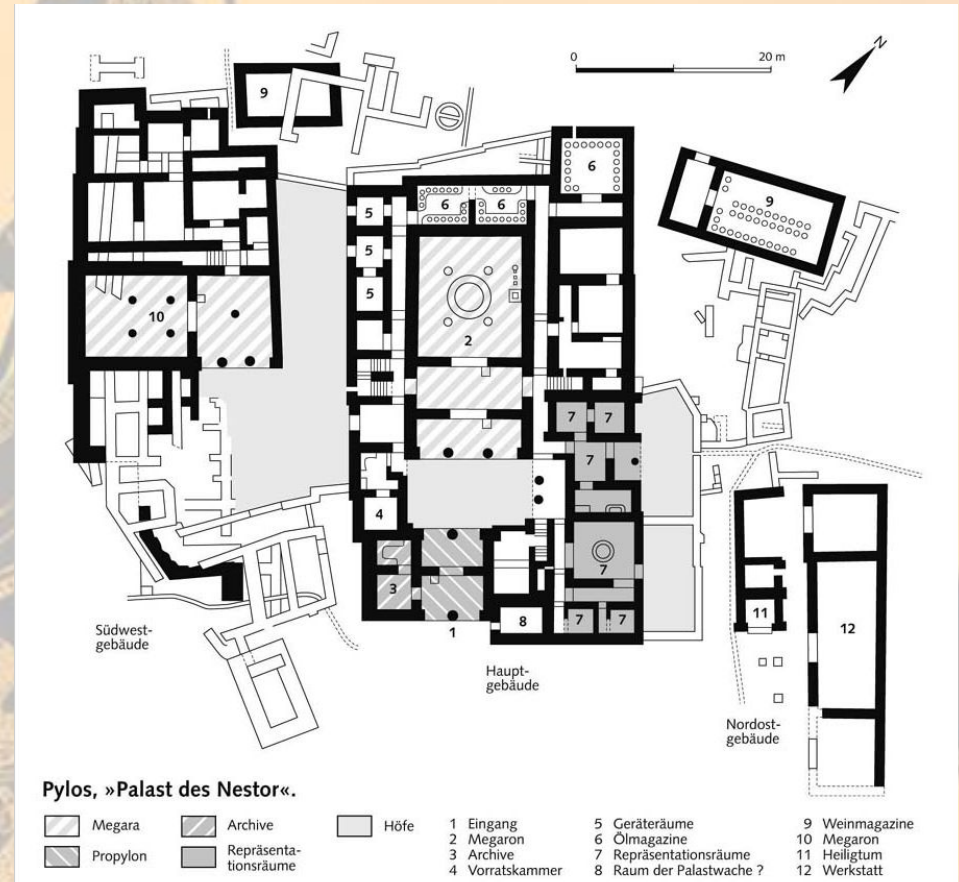 0 20 m
N
9
6
9
5
6 6
5
5
2
10
7 7
7
4
7
3
11
7 7
8
12
1
Südwest-
gebäude
Haupt-
gebäude
Nordost-
gebäude
Pylos, »Palast des Nestor«.
Megara
Propylon
Archive
Repräsenta-
tionsräume
Höfe
1 Eingang
2 Megaron
3 Archive
4 Vorratskammer
5 Geräteräume
6 Ölmagazine
7 Repräsentationsräume
8 Raum der Palastwache ?
9 Weinmagazine
10 Megaron
11 Heiligtum
12 Werkstatt